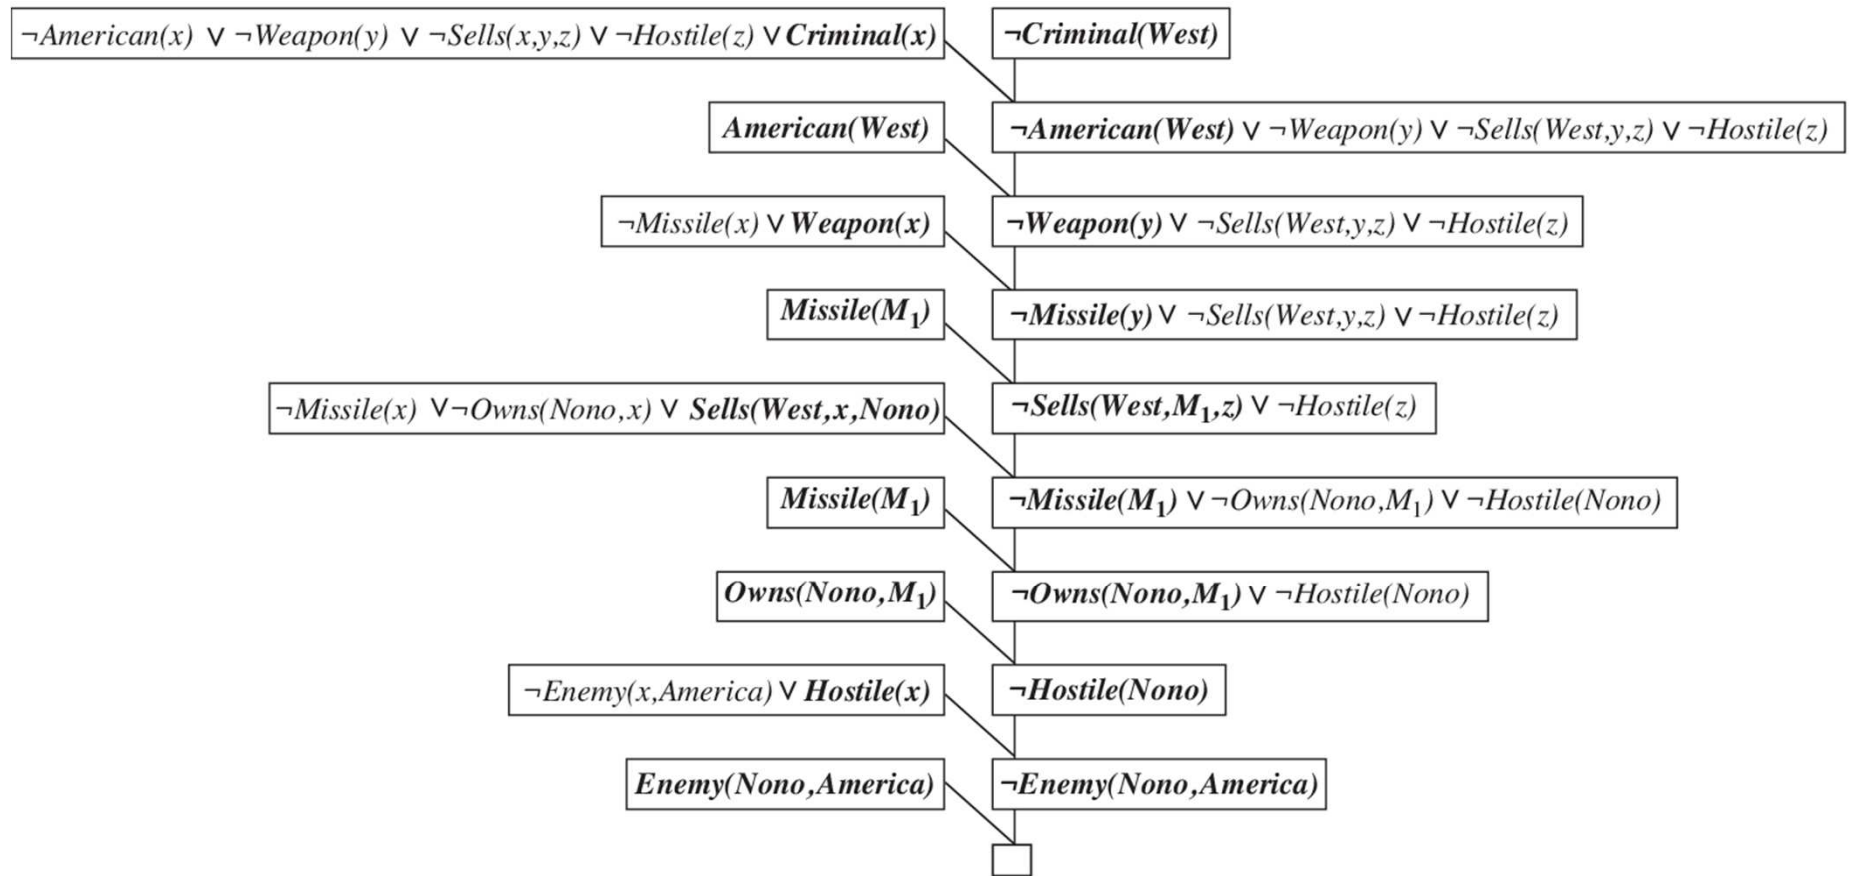 ¬American(x) ∨ ¬Weapon(y) ∨ ¬Sells(x,y,z) ∨ ¬Hostile(z) ∨ Criminal(x) ¬Criminal(West)
American(West) ¬American(West) ∨ ¬Weapon(y) ∨ ¬Sells(West,y,z) ∨ ¬Hostile(z)
¬Missile(x) ∨ Weapon(x) ¬Weapon(y) ∨ ¬Sells(West,y,z) ∨ ¬Hostile(z)
Missile(M₁) ¬Missile(y) ∨ ¬Sells(West,y,z) ∨ ¬Hostile(z)
¬Missile(x) ∨ ¬Owns(Nono,x) ∨ Sells(West,x,Nono) ¬Sells(West,M₁,z) ∨ ¬Hostile(z)
Missile(M₁) ¬Missile(M₁) ∨ ¬Owns(Nono,M₁) ∨ ¬Hostile(Nono)
Owns(Nono,M₁) ¬Owns(Nono,M₁) ∨ ¬Hostile(Nono)
¬Enemy(x,America) ∨ Hostile(x) ¬Hostile(Nono)
Enemy(Nono,America) ¬Enemy(Nono,America)